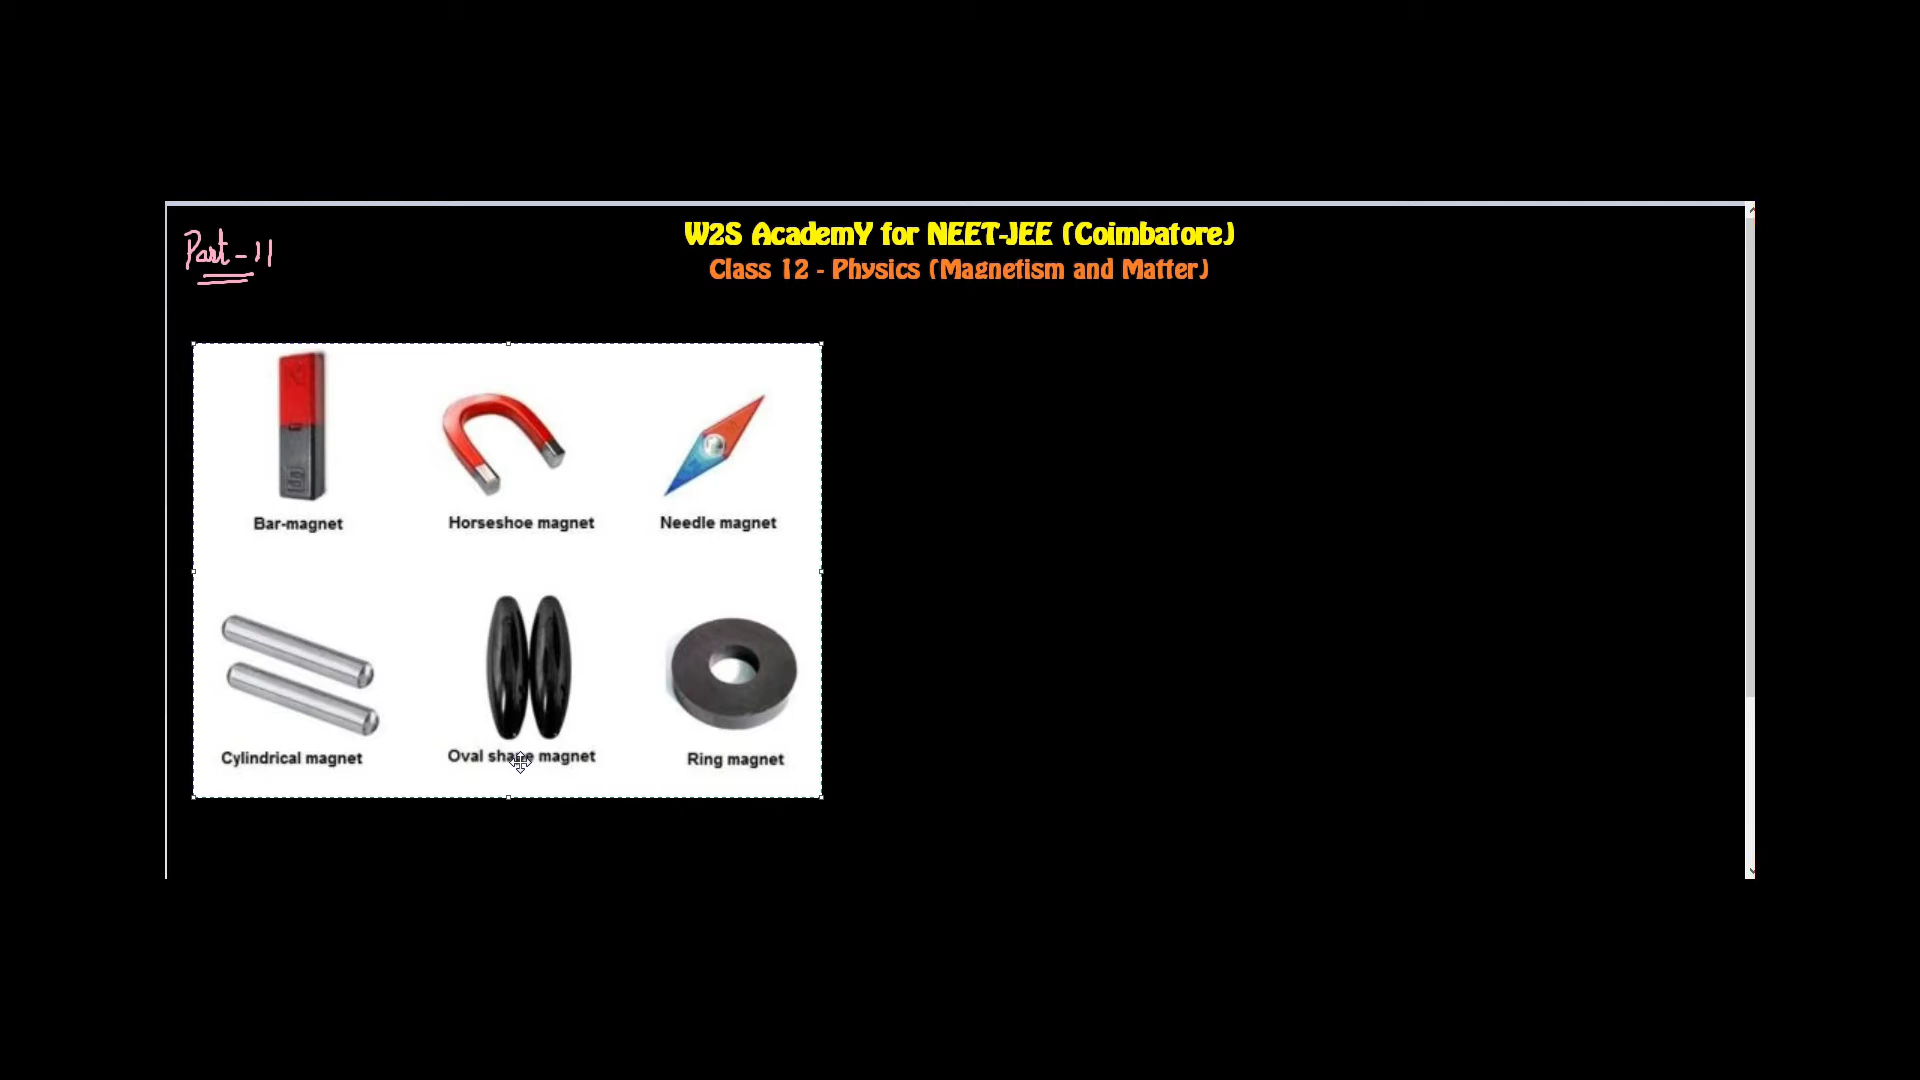 Part - 11
W2S AcademY for NEET-JEE (Coimbatore)
Class 12 - Physics (Magnetism and Matter)
N
S
Bar-magnet
Horseshoe magnet
Needle magnet
Cylindrical magnet
Oval shape magnet
Ring magnet